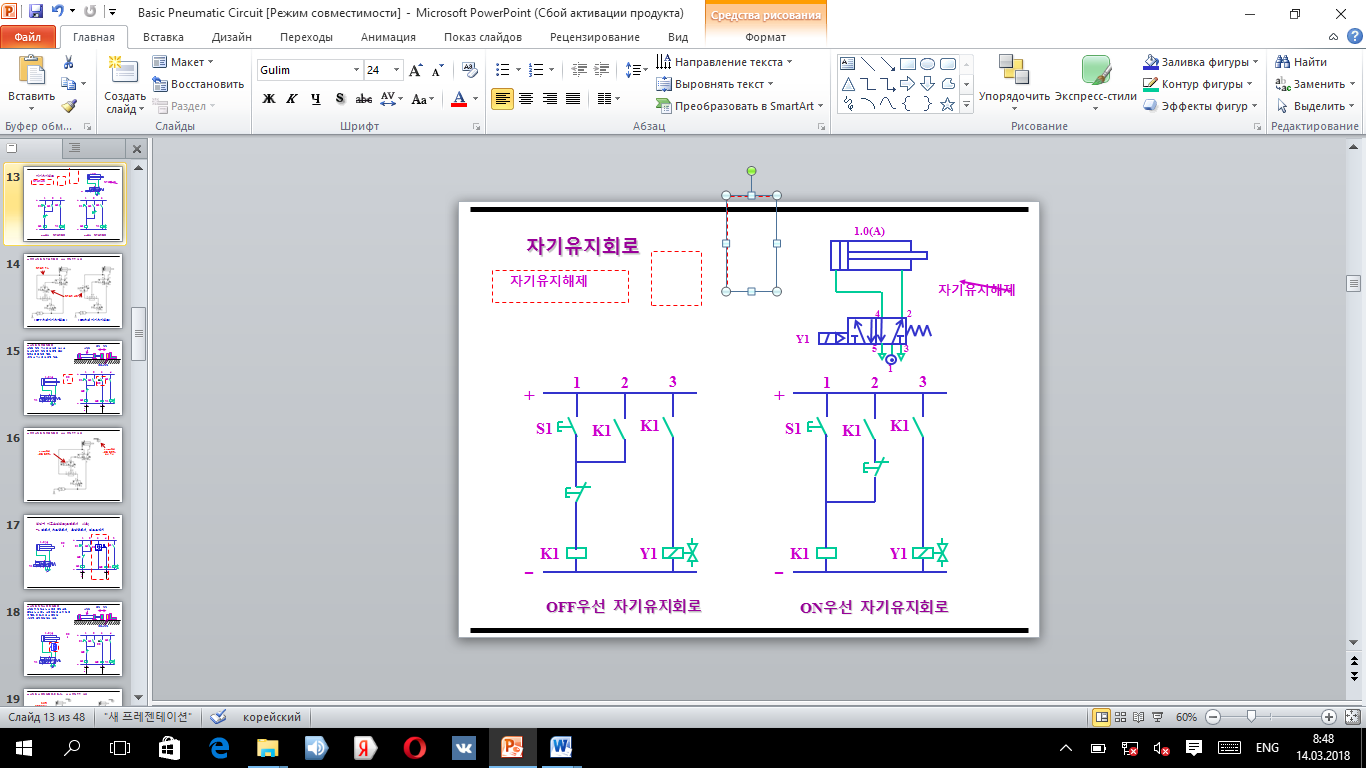 Basic Pneumatic Circuit [Режим совместимости] - Microsoft PowerPoint (Сбой активации продукта)
Средства рисования
Файл Главная Вставка Дизайн Переходы Анимация Показ слайдов Рецензирование Вид Формат
Вставить
Буфер обм...
Создать слайд
Макет
Восстановить
Раздел
Слайды
Gulim 24
Ж К Ч S abc AV Aa A
Шрифт
Направление текста
Выровнять текст
Преобразовать в SmartArt
Абзац
Упорядочить
Экспресс-стили
Заливка фигуры
Контур фигуры
Эффекты фигур
Рисование
Найти
Заменить
Выделить
Редактирование
13
14
15
16
17
18
19
자기유지회로
자기유지해제
1.0(A)
자기유지해제
4 2
Y1
5 3
1
+ 1 2 3
S1 K1 K1
K1 Y1
−
OFF우선 자기유지회로
+ 1 2 3
S1 K1 K1
K1 Y1
−
ON우선 자기유지회로
Слайд 13 из 48 "새 프레젠테이션" корейский 60%
ENG
8:48
14.03.2018